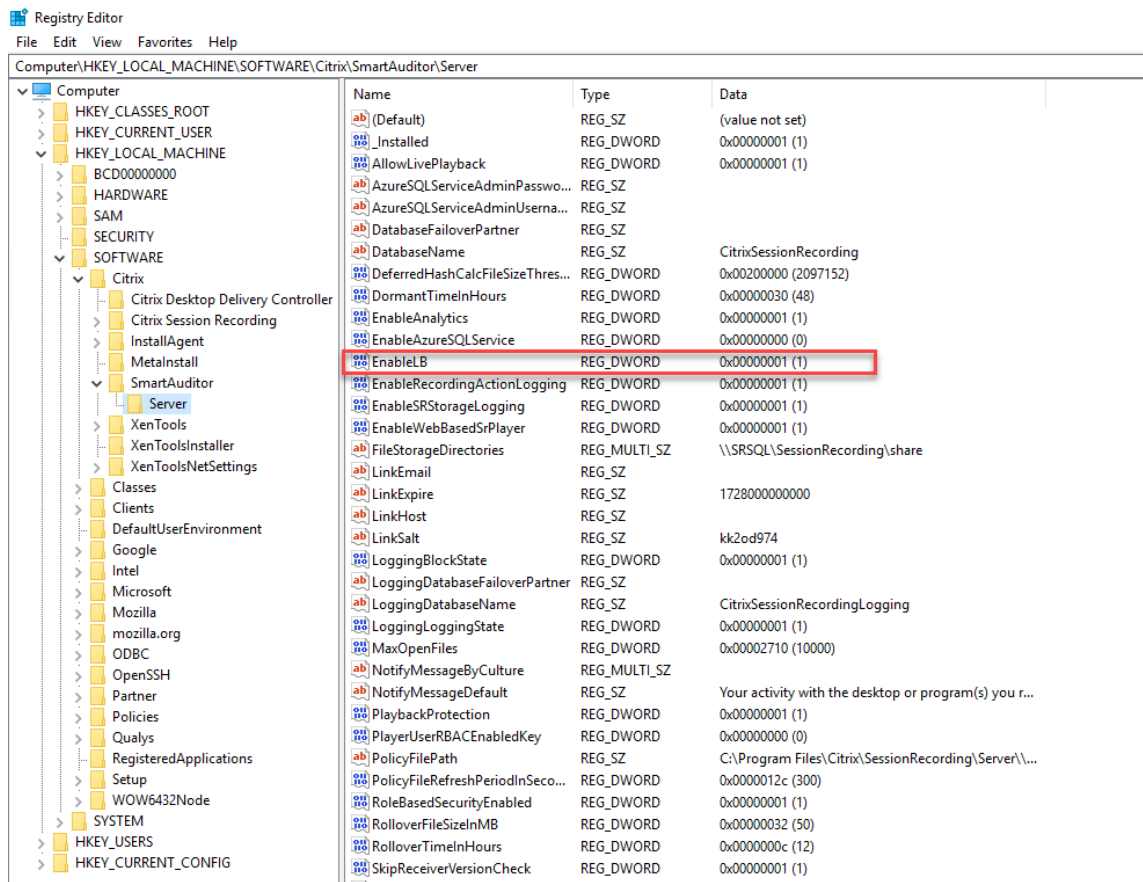 Registry Editor
File Edit View Favorites Help
Computer\HKEY_LOCAL_MACHINE\SOFTWARE\Citrix\SmartAuditor\Server
Computer
HKEY_CLASSES_ROOT
HKEY_CURRENT_USER
HKEY_LOCAL_MACHINE
BCD00000000
HARDWARE
SAM
SECURITY
SOFTWARE
Citrix
Citrix Desktop Delivery Controller
Citrix Session Recording
InstallAgent
MetaInstall
SmartAuditor
Server
XenTools
XenToolsInstaller
XenToolsNetSettings
Classes
Clients
DefaultUserEnvironment
Google
Intel
Microsoft
Mozilla
mozilla.org
ODBC
OpenSSH
Partner
Policies
Qualys
RegisteredApplications
Setup
WOW6432Node
SYSTEM
HKEY_USERS
HKEY_CURRENT_CONFIG
Name Type Data
(Default) REG_SZ (value not set)
_Installed REG_DWORD 0x00000001 (1)
AllowLivePlayback REG_DWORD 0x00000001 (1)
AzureSQLServiceAdminPasswo... REG_SZ
AzureSQLServiceAdminUserna... REG_SZ
DatabaseFailoverPartner REG_SZ
DatabaseName REG_SZ CitrixSessionRecording
DeferredHashCalcFileSizeThres... REG_DWORD 0x00200000 (2097152)
DormantTimeInHours REG_DWORD 0x00000030 (48)
EnableAnalytics REG_DWORD 0x00000001 (1)
EnableAzureSQLService REG_DWORD 0x00000000 (0)
EnableLB REG_DWORD 0x00000001 (1)
EnableRecordingActionLogging REG_DWORD 0x00000001 (1)
EnableSRStorageLogging REG_DWORD 0x00000001 (1)
EnableWebBasedSrPlayer REG_DWORD 0x00000001 (1)
FileStorageDirectories REG_MULTI_SZ \\SRSQL\SessionRecording\share
LinkEmail REG_SZ
LinkExpire REG_SZ 1728000000000
LinkHost REG_SZ
LinkSalt REG_SZ kk2od974
LoggingBlockState REG_DWORD 0x00000001 (1)
LoggingDatabaseFailoverPartner REG_SZ
LoggingDatabaseName REG_SZ CitrixSessionRecordingLogging
LoggingLoggingState REG_DWORD 0x00000001 (1)
MaxOpenFiles REG_DWORD 0x00002710 (10000)
NotifyMessageByCulture REG_MULTI_SZ
NotifyMessageDefault REG_SZ Your activity with the desktop or program(s) you r...
PlaybackProtection REG_DWORD 0x00000001 (1)
PlayerUserRBACEnabledKey REG_DWORD 0x00000000 (0)
PolicyFilePath REG_SZ C:\Program Files\Citrix\SessionRecording\Server\\...
PolicyFileRefreshPeriodInSeco... REG_DWORD 0x0000012c (300)
RoleBasedSecurityEnabled REG_DWORD 0x00000001 (1)
RolloverFileSizeInMB REG_DWORD 0x00000032 (50)
RolloverTimeInHours REG_DWORD 0x0000000c (12)
SkipReceiverVersionCheck REG_DWORD 0x00000001 (1)